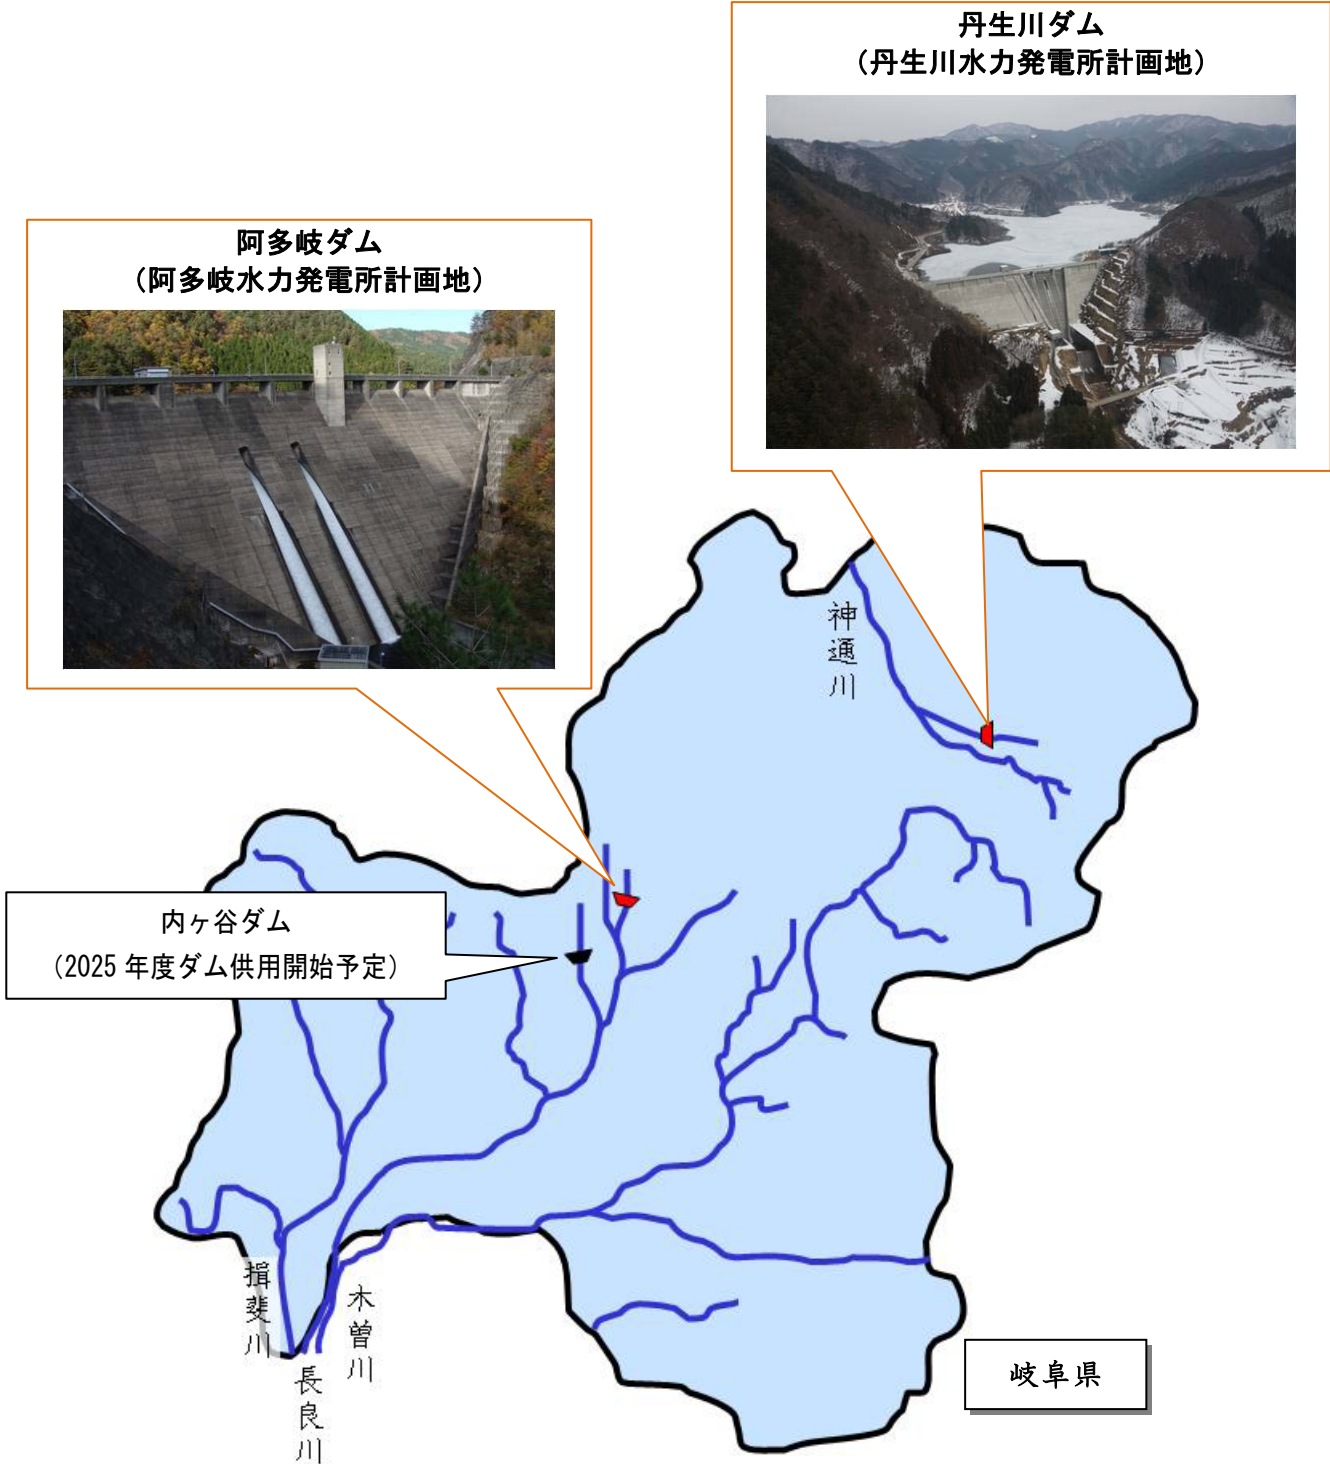 丹生川ダム
（丹生川水力発電所計画地）
阿多岐ダム
（阿多岐水力発電所計画地）
神通川
内ヶ谷ダム
（2025 年度ダム供用開始予定）
揖斐川
木曽川
長良川
岐阜県